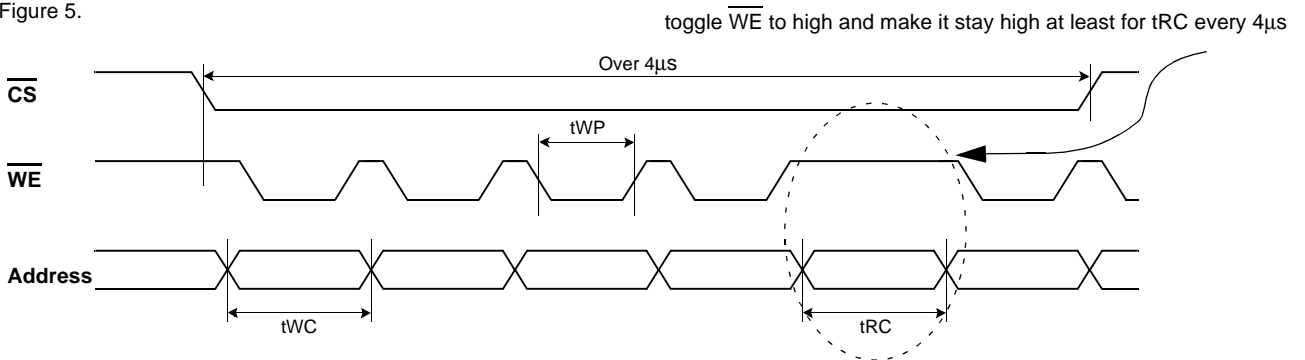 Figure 5.
toggle WE to high and make it stay high at least for tRC every 4µs
Over 4µs
CS
tWP
WE
Address
tWC
tRC